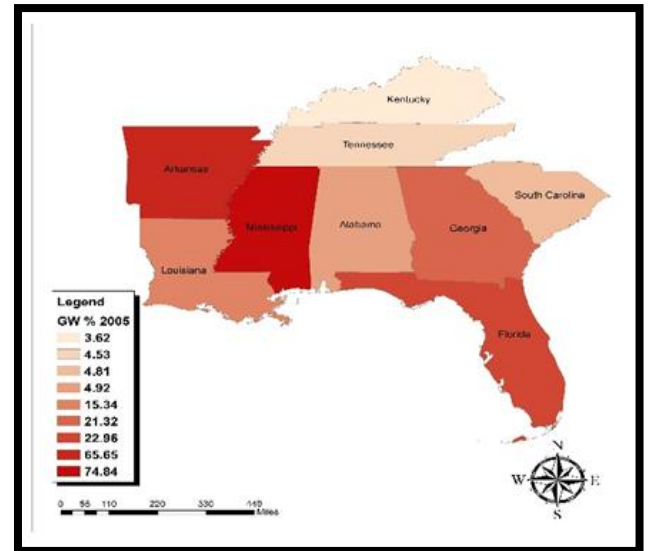 Kentucky
Tennessee
Arkansas
South Carolina
Mississippi
Alabama
Georgia
Louisiana
Florida
Legend
GW % 2005
3.62
4.53
4.81
4.92
15.34
21.32
22.96
65.65
74.84
N
W
E
S
0 55 110 220 330 440
Miles